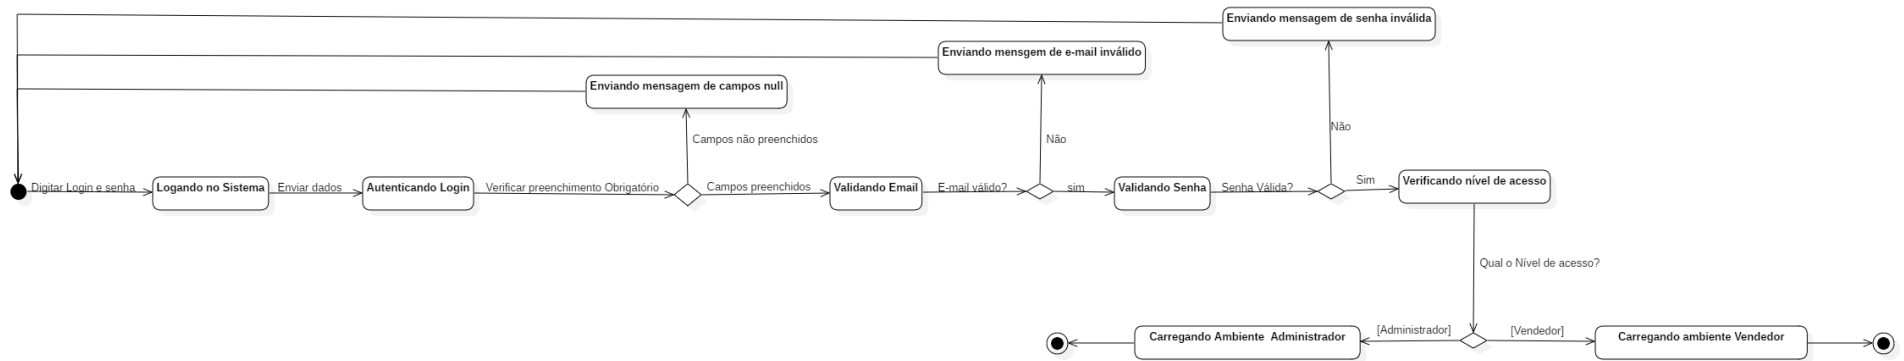 Enviando mensagem de senha inválida
Enviando mensgem de e-mail inválido
Enviando mensagem de campos null
Não
Campos não preenchidos
Não
Digitar Login e senha
Logando no Sistema
Enviar dados
Autenticando Login
Verificar preenchimento Obrigatório
Campos preenchidos
Validando Email
E-mail válido?
sim
Validando Senha
Senha Válida?
Sim
Verificando nível de acesso
Qual o Nível de acesso?
Carregando Ambiente Administrador
[Administrador]
[Vendedor]
Carregando ambiente Vendedor